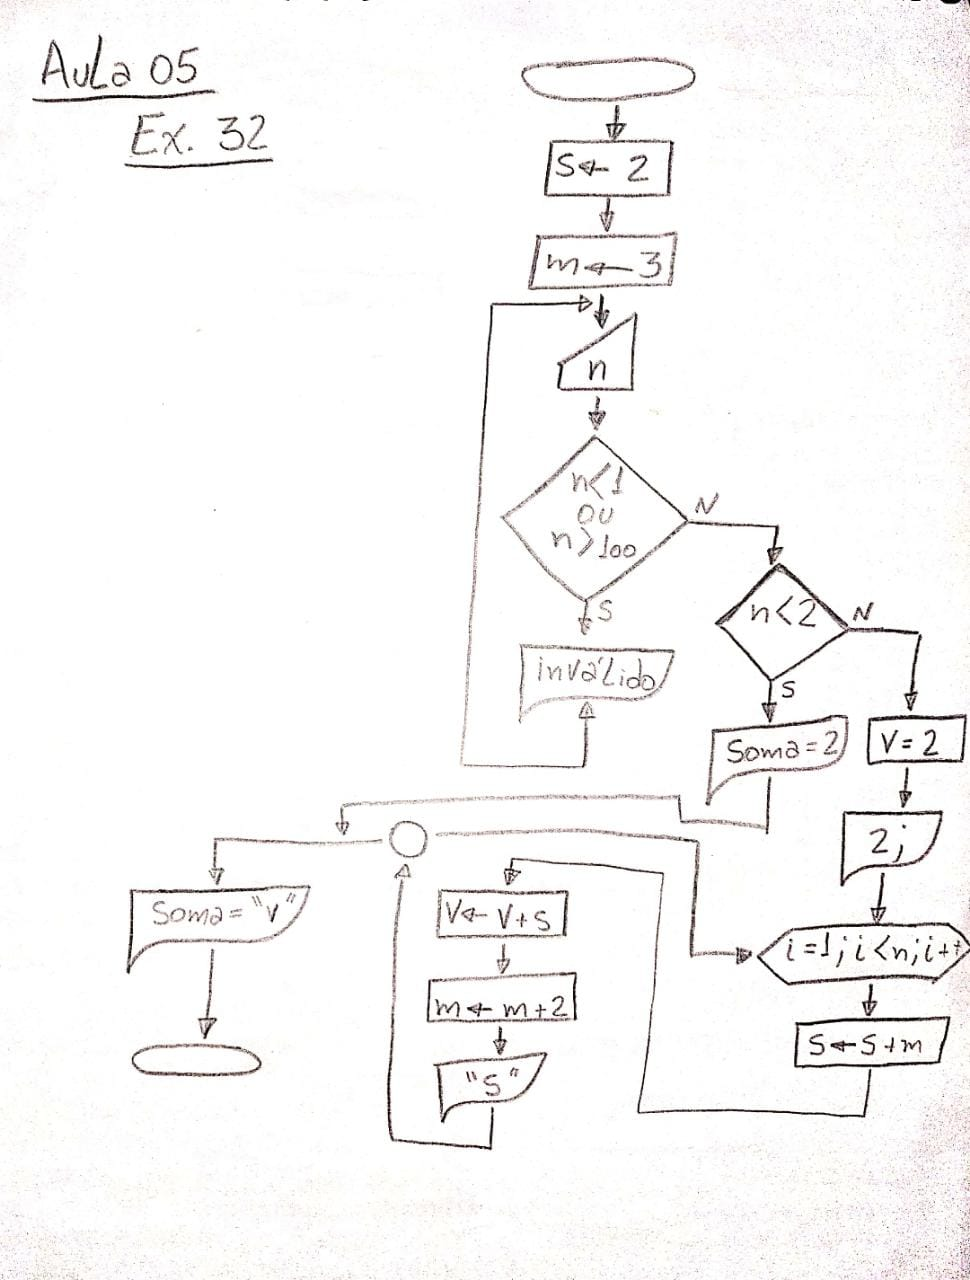 Aula 05
Ex. 32
S ← 2
m ← 3
n
n<1
ou
n>100
N
S
inválido
n<2
N
S
Soma=2
V=2
2;
i=1; i<n; i++
S ← S+m
V ← V+S
m ← m+2
"S"
Soma="V"